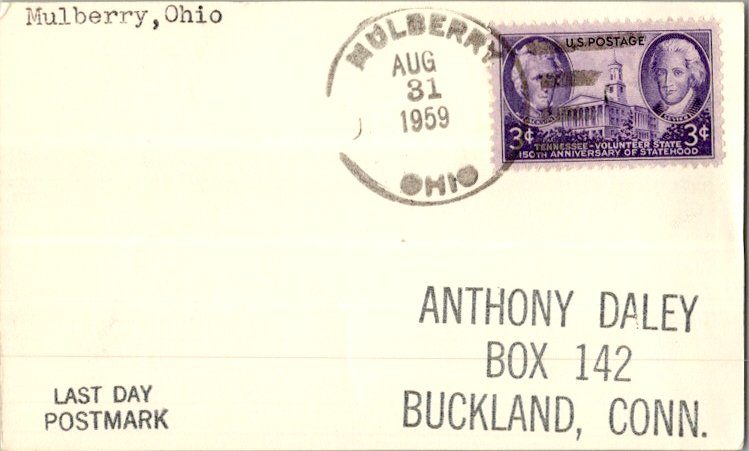 Mulberry,Ohio
MULBERRY
AUG
31
1959
OHIO
U.S. POSTAGE
3¢ 3¢
TENNESSEE-VOLUNTEER STATE
150TH ANNIVERSARY OF STATEHOOD
ANTHONY DALEY
BOX 142
BUCKLAND, CONN.
LAST DAY
POSTMARK